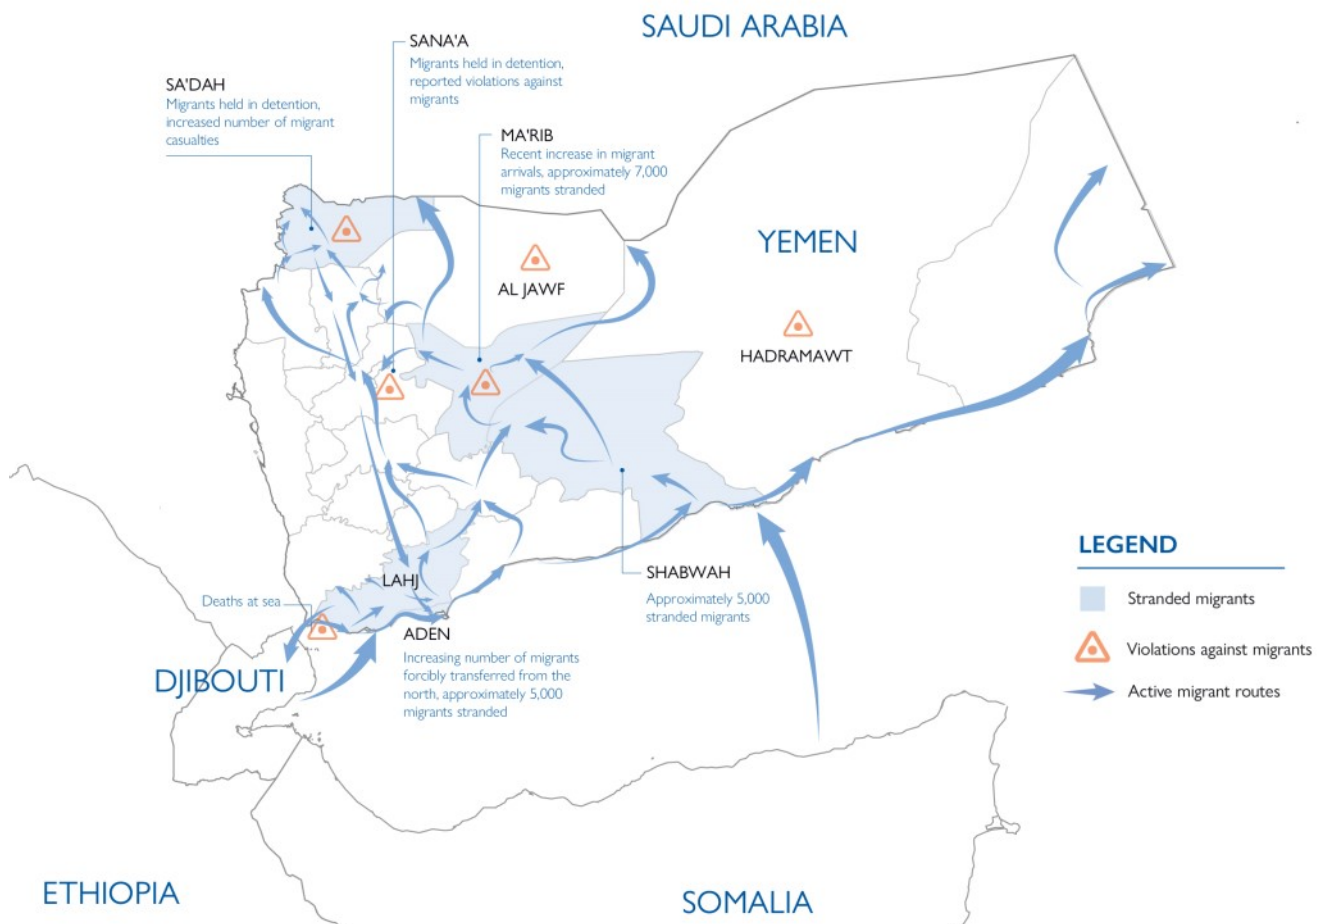 SAUDI ARABIA
SANA'A
Migrants held in detention,
reported violations against
migrants
SA'DAH
Migrants held in detention,
increased number of migrant
casualties
MA'RIB
Recent increase in migrant
arrivals, approximately 7,000
migrants stranded
YEMEN
AL JAWF
HADRAMAWT
LEGEND
Stranded migrants
Violations against migrants
Active migrant routes
SHABWAH
Approximately 5,000
stranded migrants
LAHJ
Deaths at sea
ADEN
Increasing number of migrants
forcibly transferred from the
north, approximately 5,000
migrants stranded
DJIBOUTI
ETHIOPIA
SOMALIA